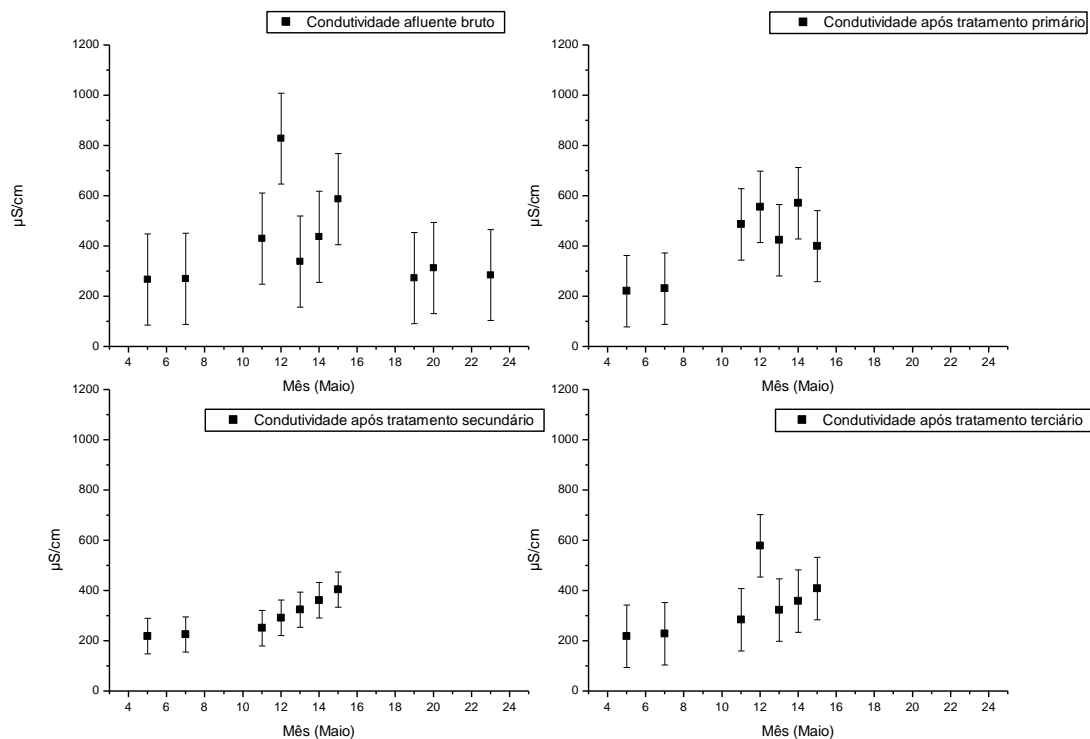 Condutividade afluente bruto
1200
1000
800
600
400
200
0
µS/cm
4 6 8 10 12 14 16 18 20 22 24
Mês (Maio)
Condutividade após tratamento primário
1200
1000
800
600
400
200
0
µS/cm
4 6 8 10 12 14 16 18 20 22 24
Mês (Maio)
Condutividade após tratamento secundário
1200
1000
800
600
400
200
0
µS/cm
4 6 8 10 12 14 16 18 20 22 24
Mês (Maio)
Condutividade após tratamento terciário
1200
1000
800
600
400
200
0
µS/cm
4 6 8 10 12 14 16 18 20 22 24
Mês (Maio)